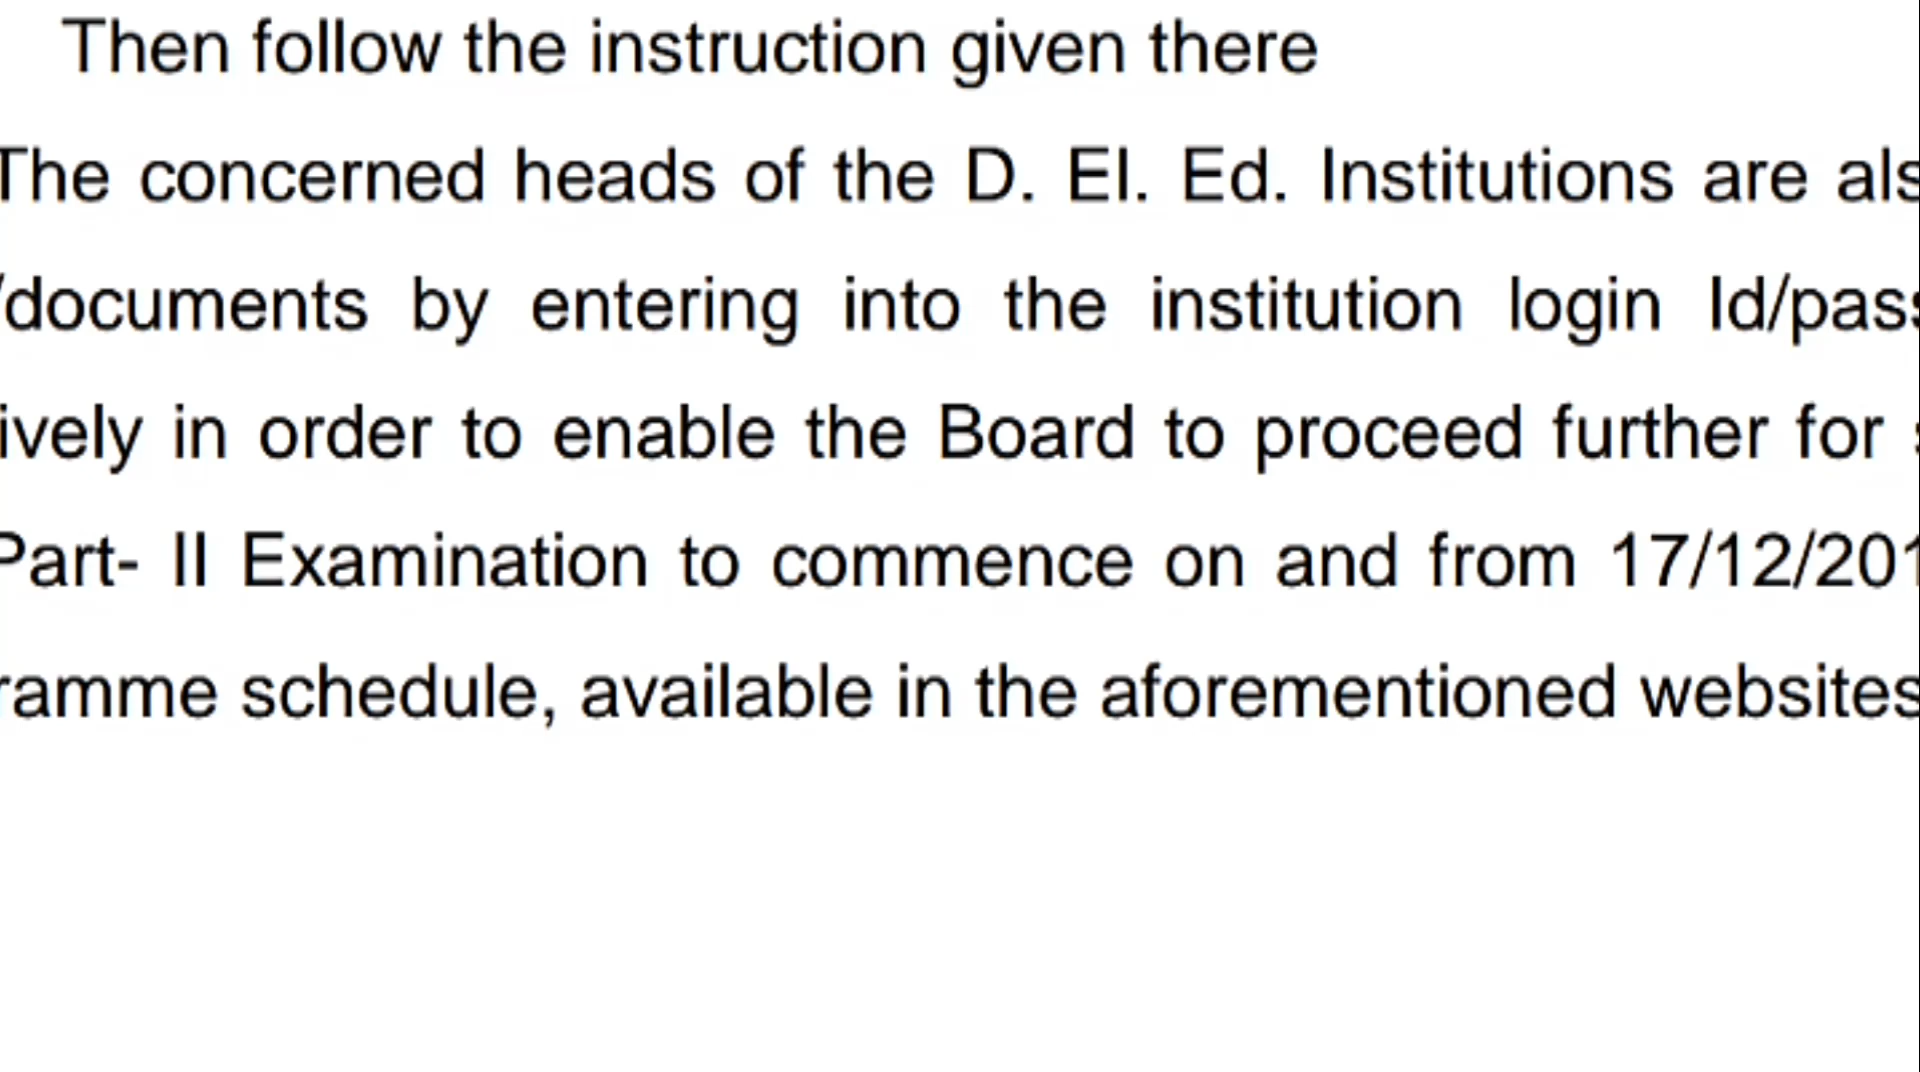 Then follow the instruction given there
The concerned heads of the D. El. Ed. Institutions are als
/documents by entering into the institution login Id/pass
ively in order to enable the Board to proceed further for
Part- II Examination to commence on and from 17/12/201
ramme schedule, available in the aforementioned websites